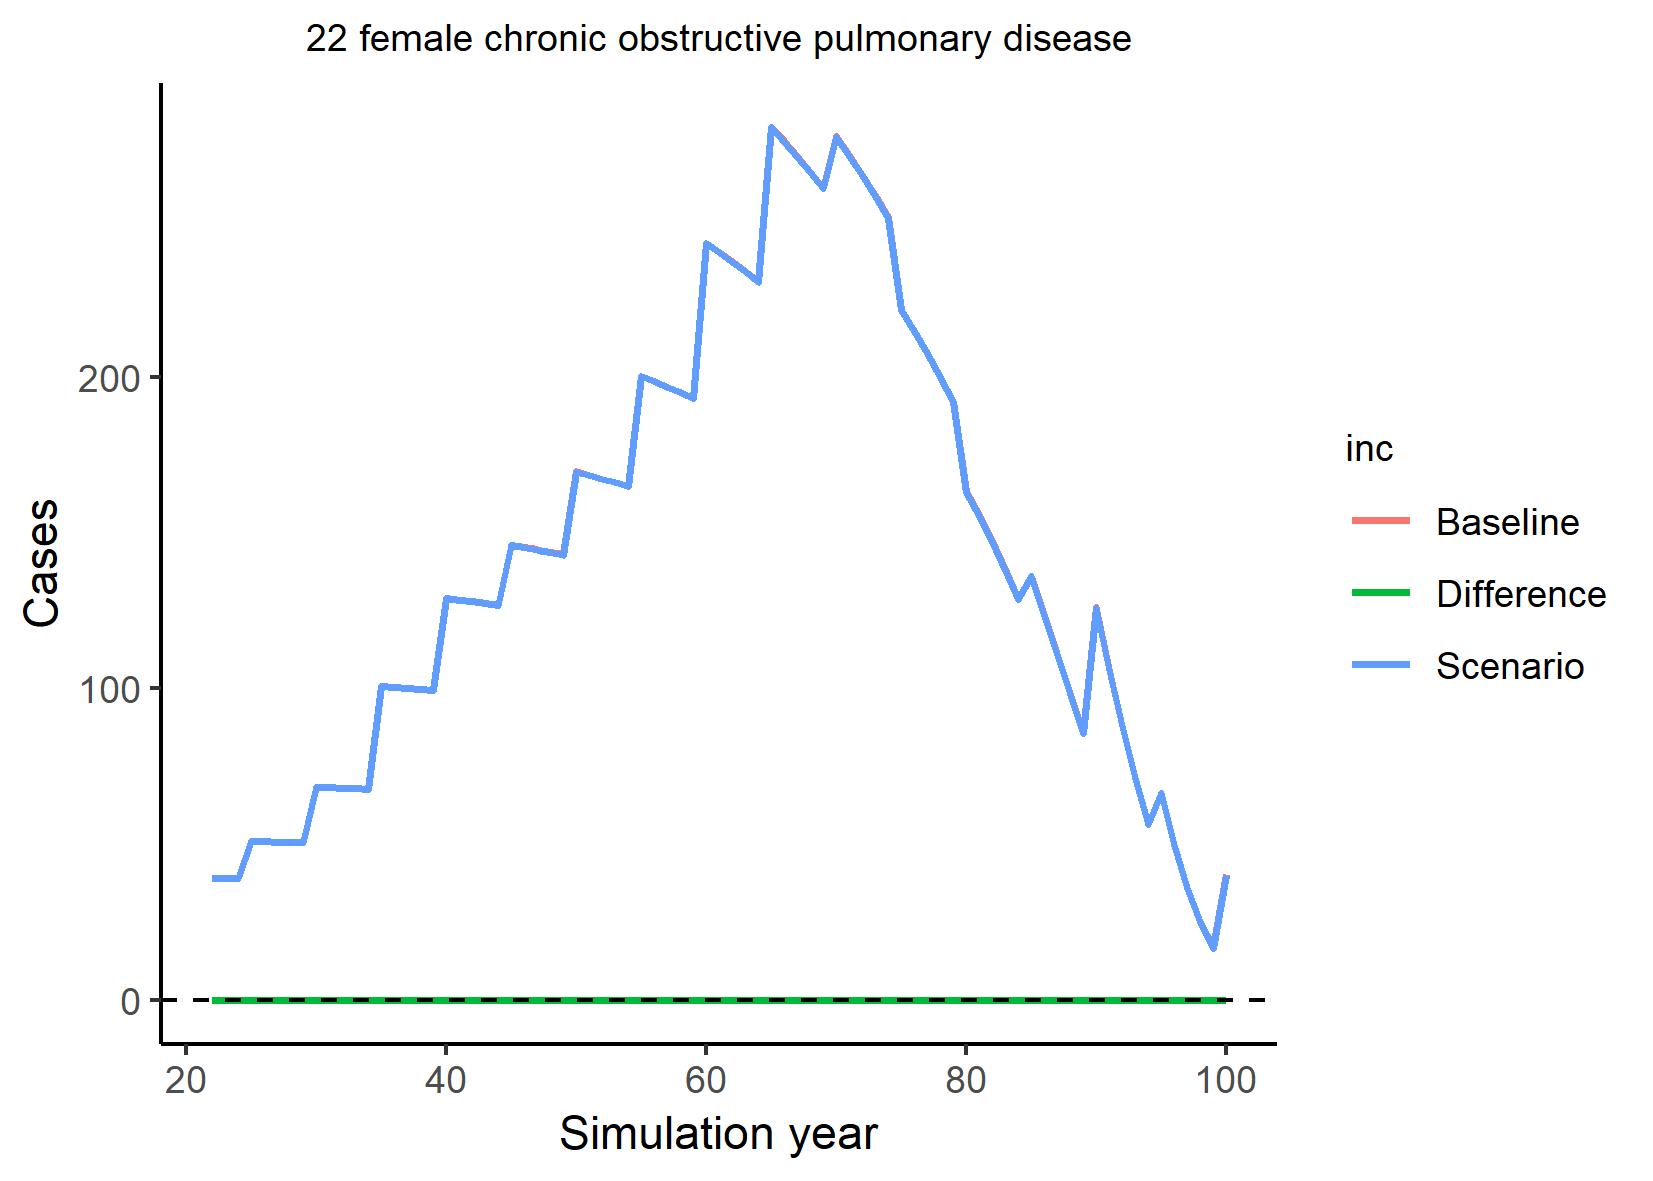 22 female chronic obstructive pulmonary disease
Cases
200
100
0
20 40 60 80 100
Simulation year
inc
Baseline
Difference
Scenario